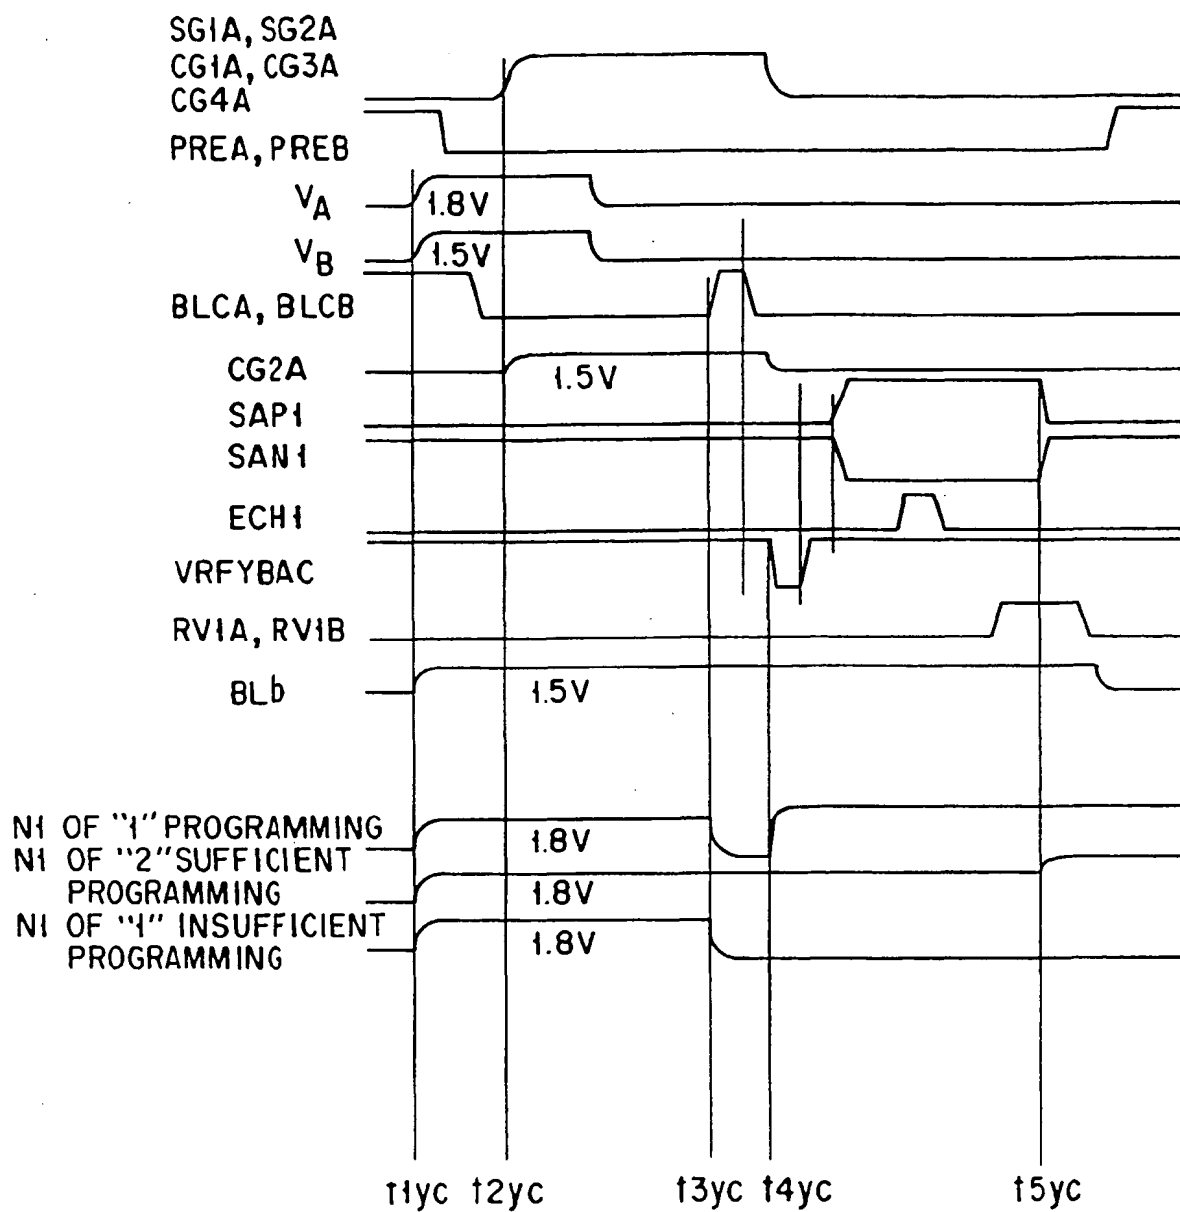 SG1A, SG2A
CG1A, CG3A
CG4A
PREA, PREB
VA
1.8V
VB
1.5V
BLCA, BLCB
CG2A
1.5V
SAP1
SAN1
ECH1
VRFYBAC
RV1A, RV1B
BLb
1.5V
N1 OF "1" PROGRAMMING
1.8V
N1 OF "2" SUFFICIENT
PROGRAMMING
1.8V
N1 OF "1" INSUFFICIENT
PROGRAMMING
1.8V
t1yc t2yc t3yc t4yc t5yc